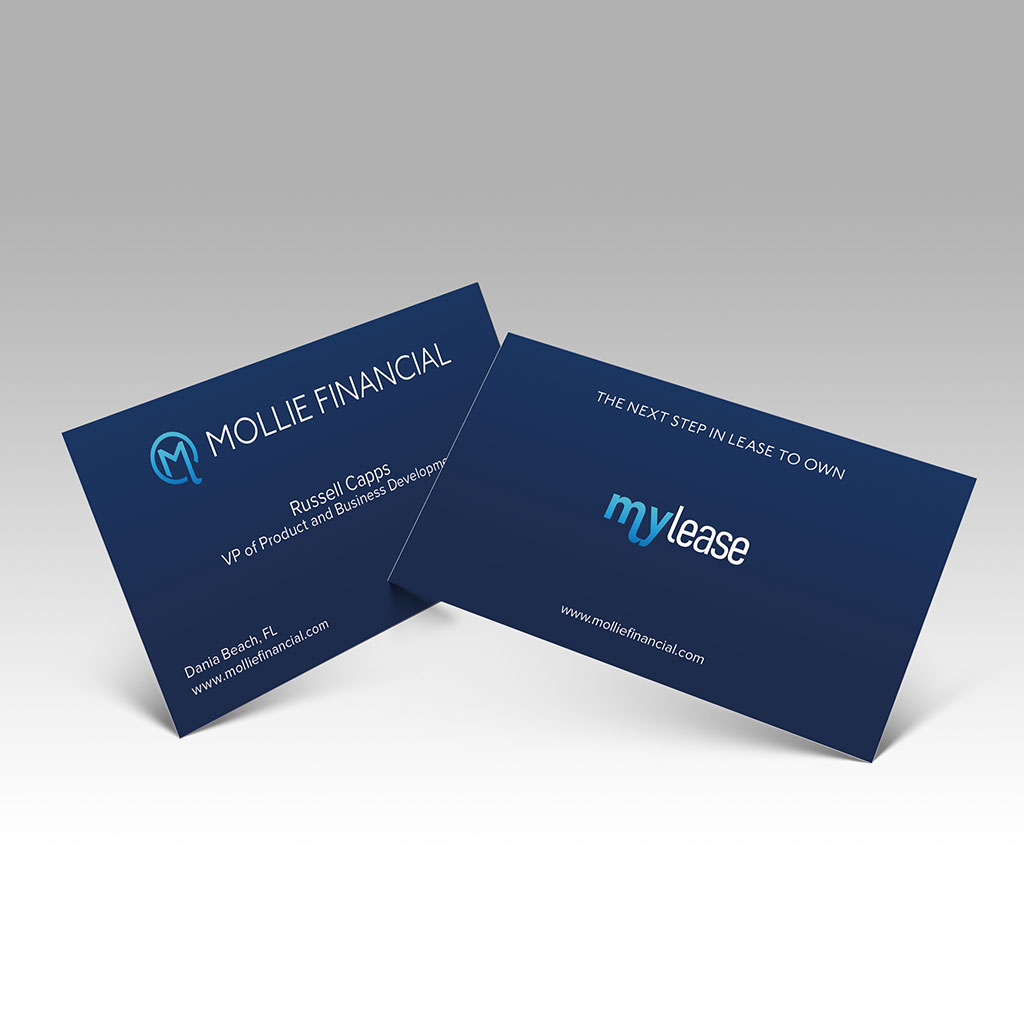 MOLLIE FINANCIAL
Russell Capps
VP of Product and Business Developme
Dania Beach, FL
www.molliefinancial.com
THE NEXT STEP IN LEASE TO OWN
mylease
www.molliefinancial.com